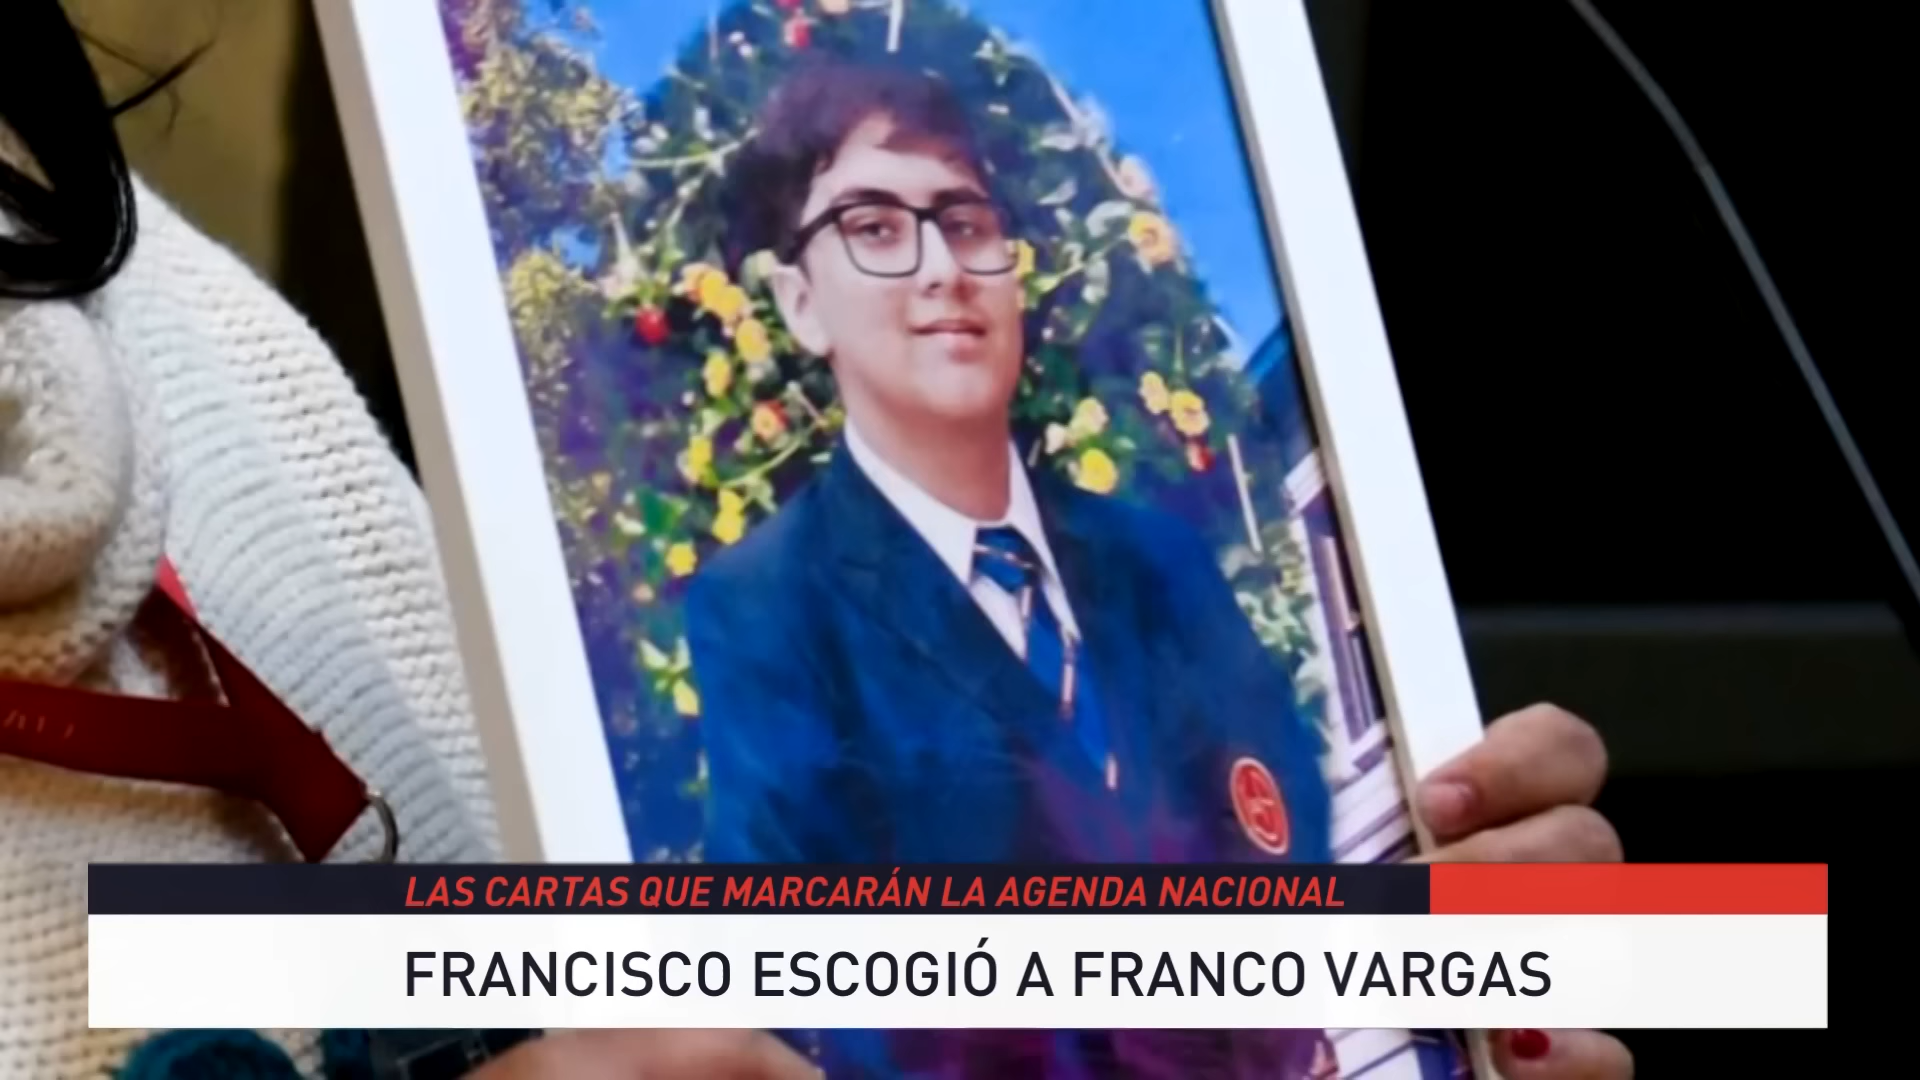 LAS CARTAS QUE MARCARÁN LA AGENDA NACIONAL
FRANCISCO ESCOGIÓ A FRANCO VARGAS